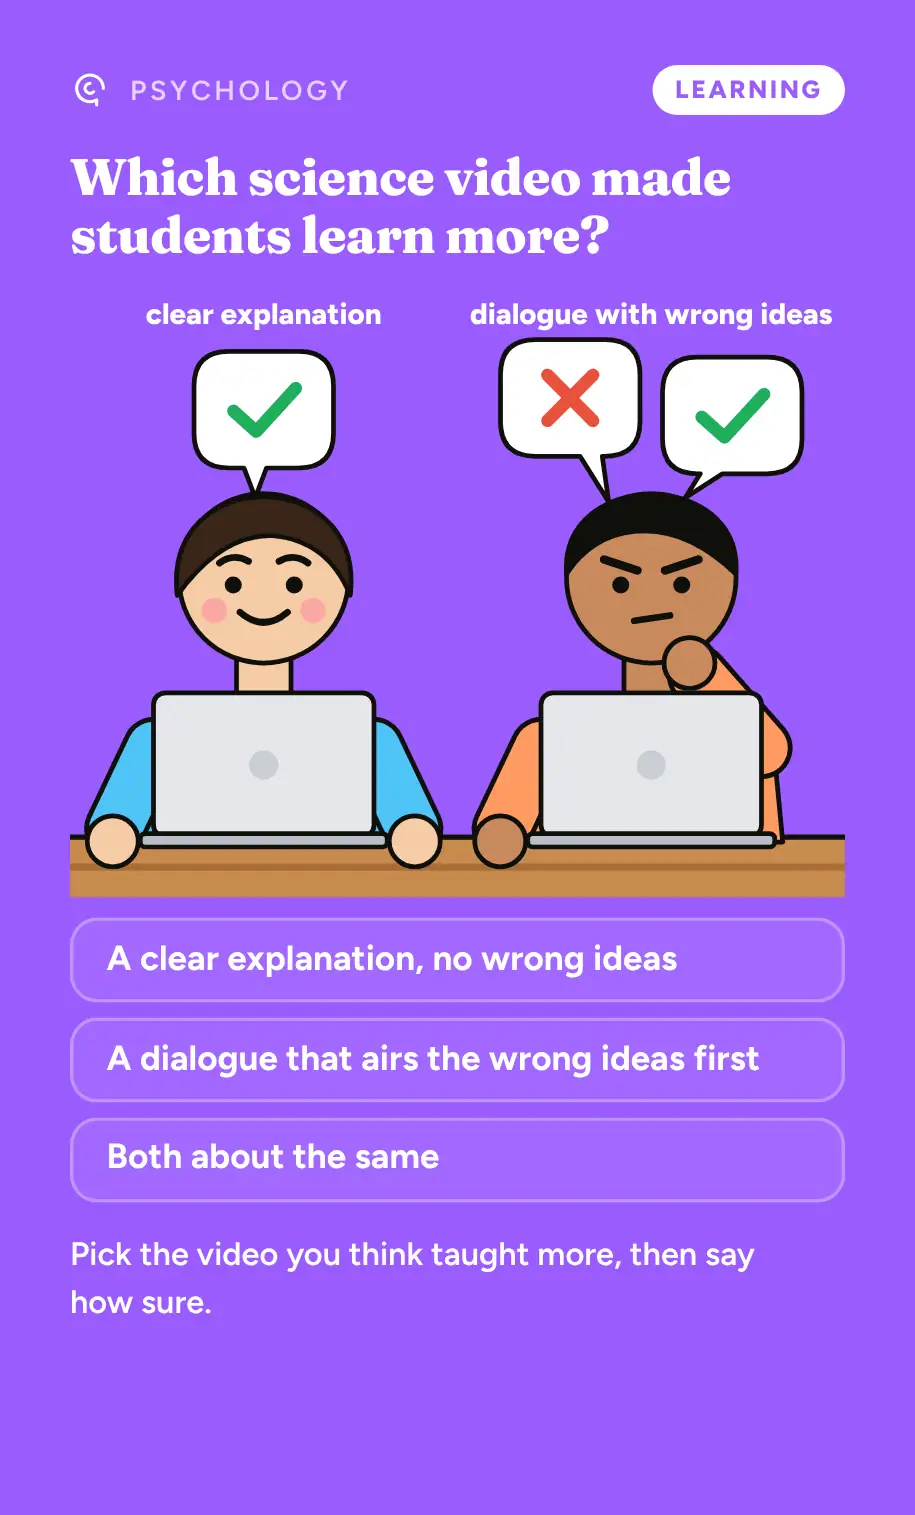 PSYCHOLOGY
LEARNING
Which science video made
students learn more?
clear explanation
dialogue with wrong ideas
A clear explanation, no wrong ideas
A dialogue that airs the wrong ideas first
Both about the same
Pick the video you think taught more, then say
how sure.